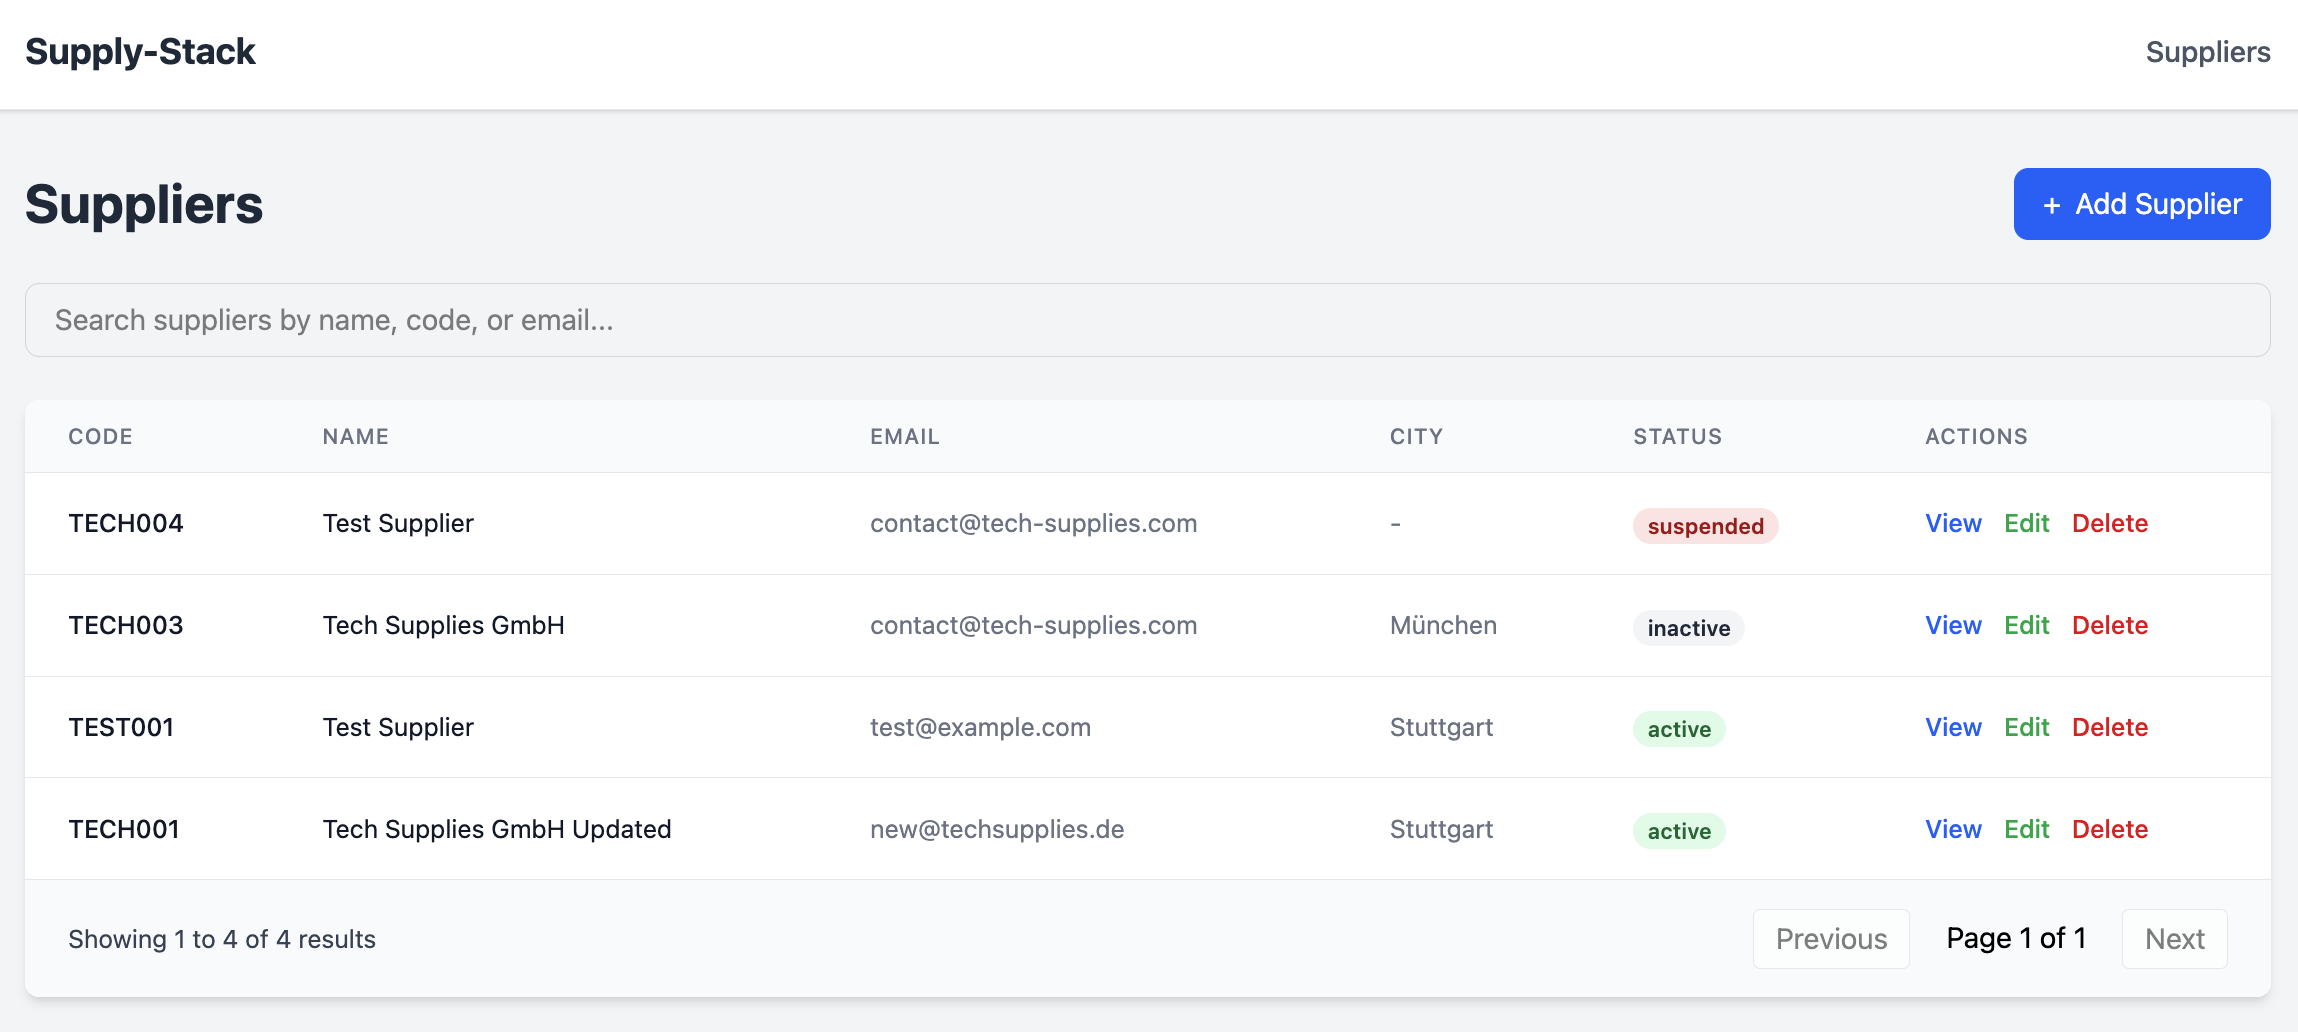 Supply-Stack Suppliers
Suppliers + Add Supplier
Search suppliers by name, code, or email...
CODE NAME EMAIL CITY STATUS ACTIONS
TECH004 Test Supplier contact@tech-supplies.com - suspended View Edit Delete
TECH003 Tech Supplies GmbH contact@tech-supplies.com München inactive View Edit Delete
TEST001 Test Supplier test@example.com Stuttgart active View Edit Delete
TECH001 Tech Supplies GmbH Updated new@techsupplies.de Stuttgart active View Edit Delete
Showing 1 to 4 of 4 results Previous Page 1 of 1 Next